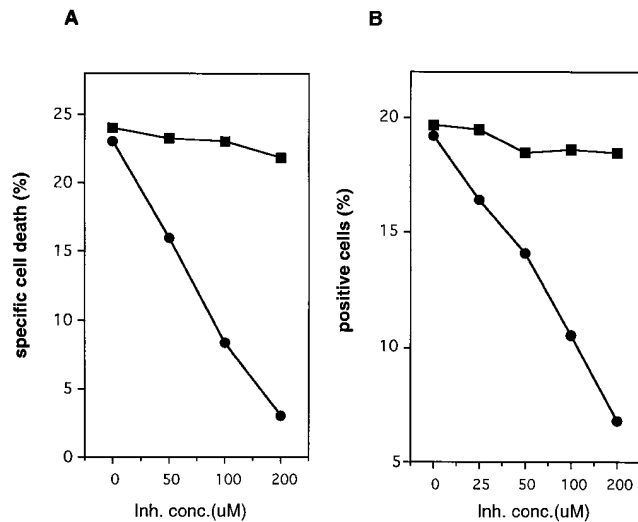 A
B
25
20
15
10
5
0
specific cell death (%)
0 50 100 200
Inh. conc.(uM)
20
15
10
5
positive cells (%)
0 25 50 100 200
Inh. conc.(uM)